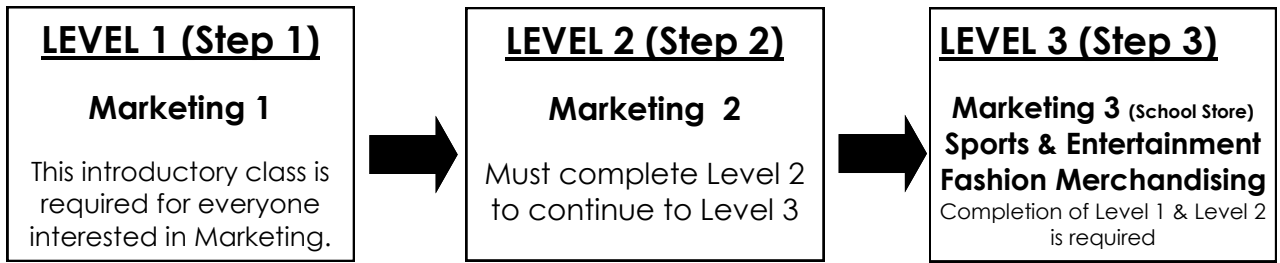 LEVEL 1 (Step 1)
Marketing 1
This introductory class is
required for everyone
interested in Marketing.
LEVEL 2 (Step 2)
Marketing 2
Must complete Level 2
to continue to Level 3
LEVEL 3 (Step 3)
Marketing 3 (School Store)
Sports & Entertainment
Fashion Merchandising
Completion of Level 1 & Level 2
is required